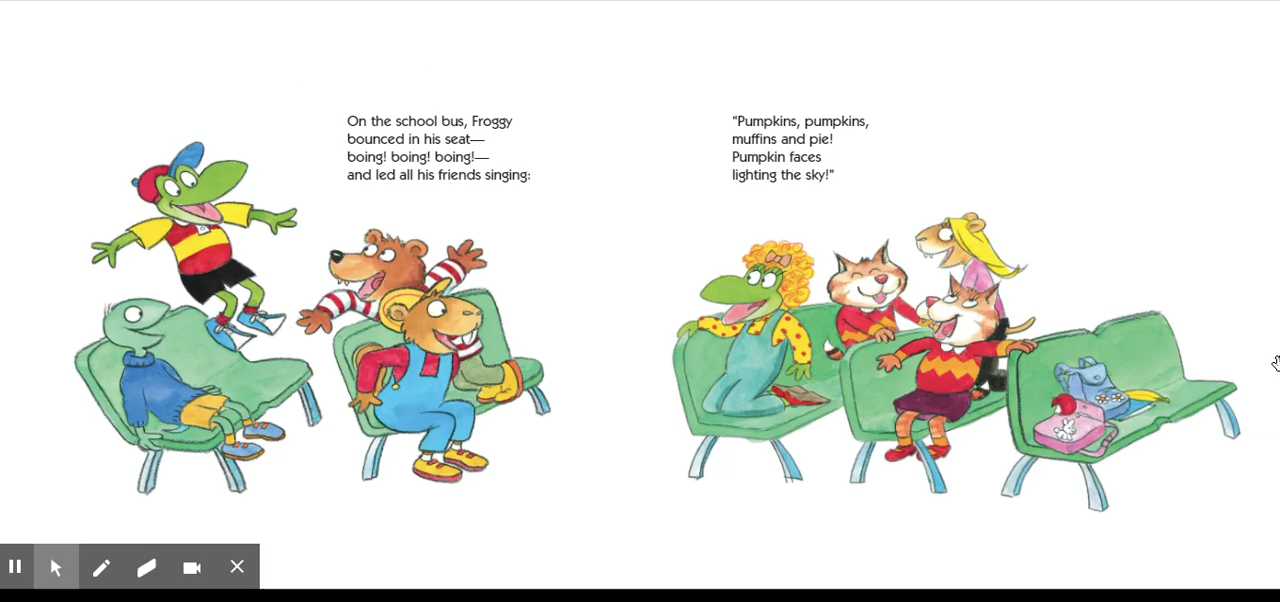 On the school bus, Froggy
bounced in his seat—
boing! boing! boing!—
and led all his friends singing:
“Pumpkins, pumpkins,
muffins and pie!
Pumpkin faces
lighting the sky!”